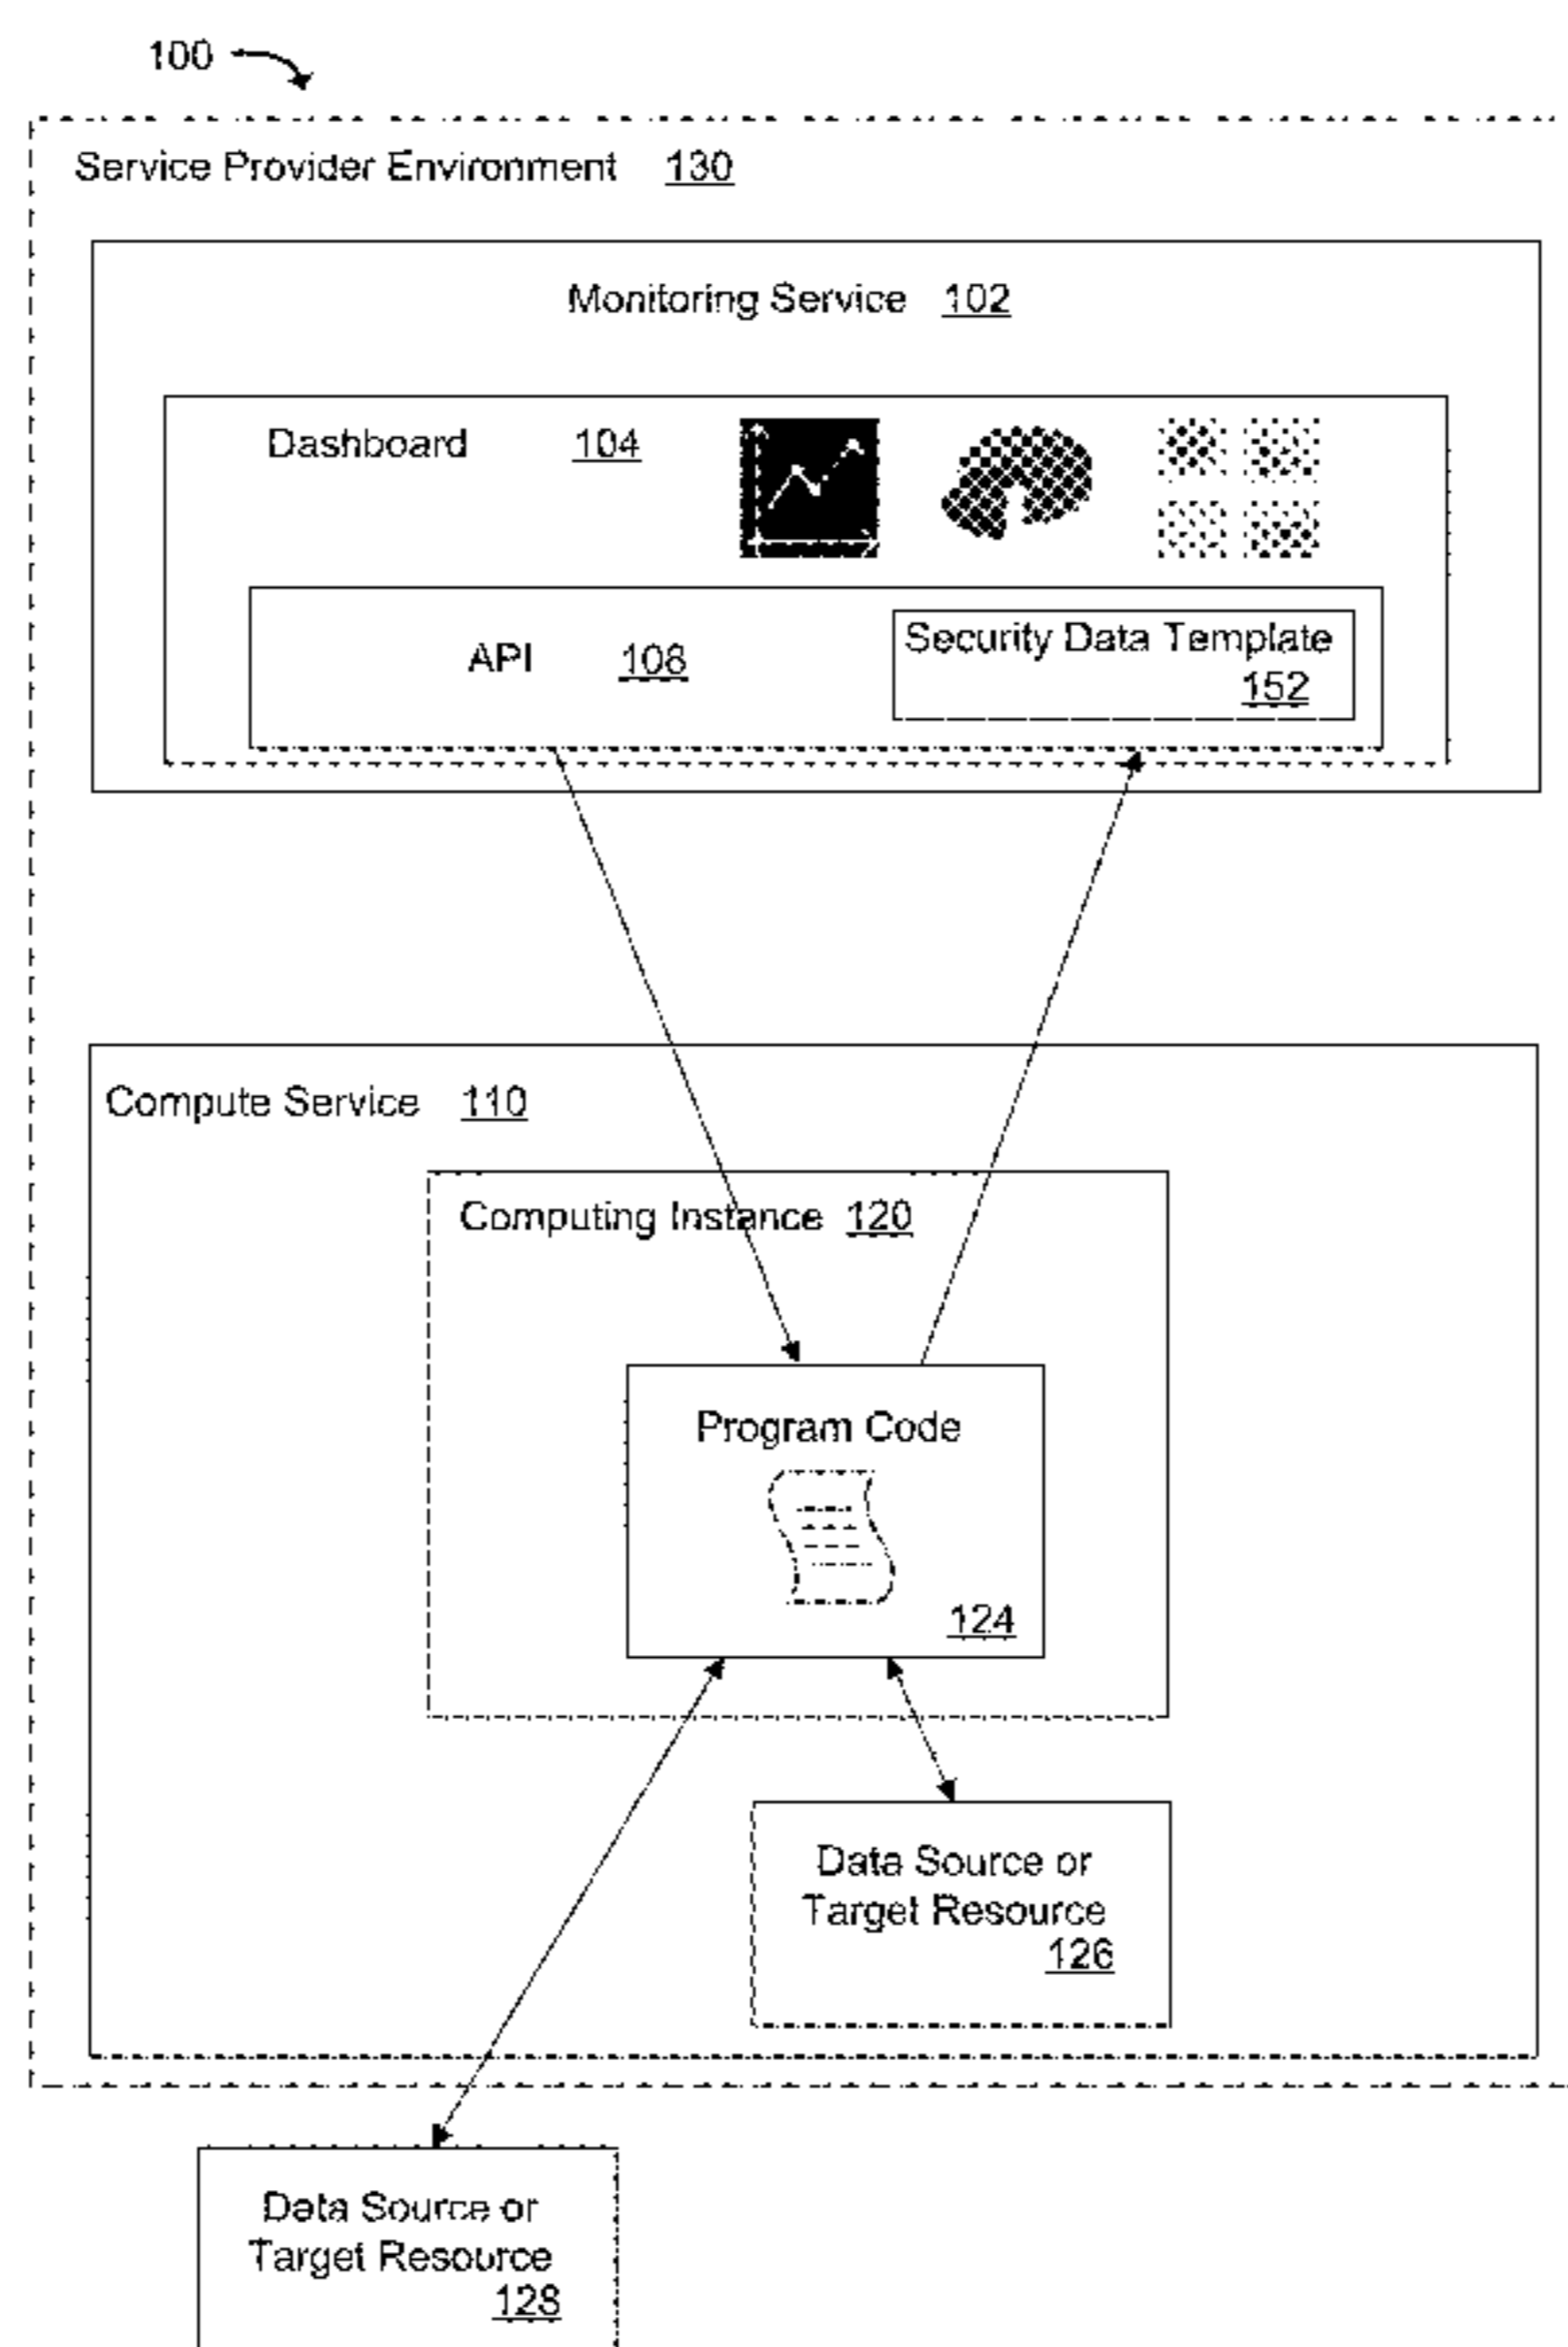 100
Service Provider Environment 130
Monitoring Service 102
Dashboard 104
API 108
Security Data Template
152
Compute Service 110
Computing Instance 120
Program Code
124
Data Source or
Target Resource
126
Data Source or
Target Resource
128